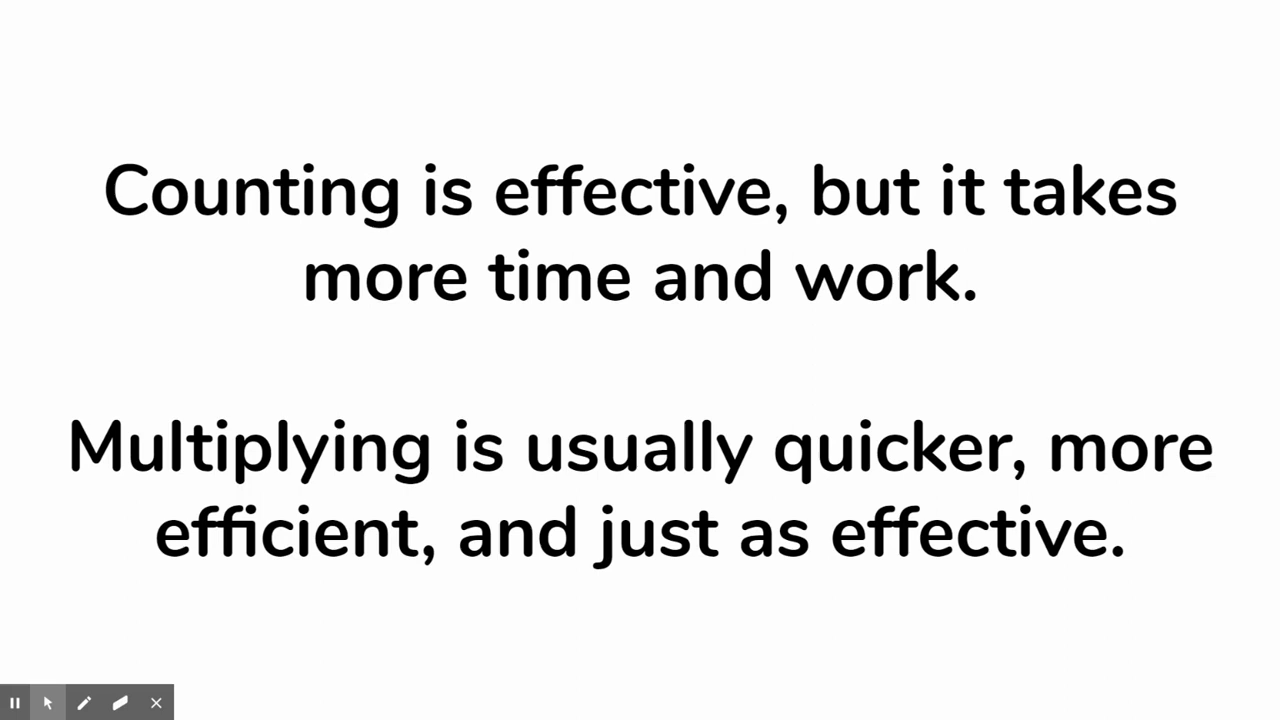 Counting is effective, but it takes
more time and work.
Multiplying is usually quicker, more
efficient, and just as effective.